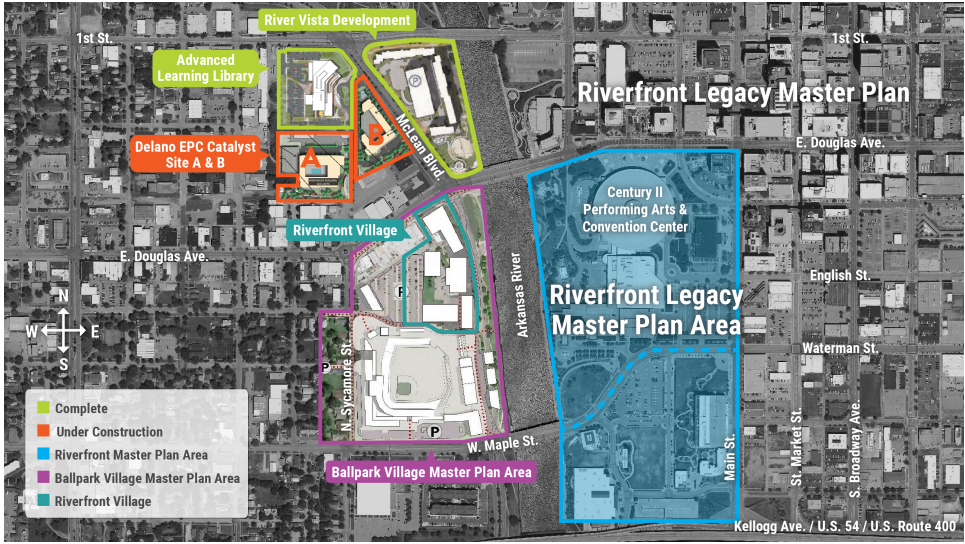 River Vista Development
1st St.
1st St.
Advanced
Learning Library
Riverfront Legacy Master Plan
McLean Blvd.
B
Delano EPC Catalyst
Site A & B
A
E. Douglas Ave.
Century II
Performing Arts &
Convention Center
Riverfront Village
E. Douglas Ave.
Arkansas River
English St.
P
Riverfront Legacy
Master Plan Area
N
W E
S
N. Sycamore St.
Waterman St.
P
Complete
Under Construction
Riverfront Master Plan Area
Ballpark Village Master Plan Area
Riverfront Village
P
W. Maple St.
Main St.
St. Market St.
S. Broadway Ave.
Ballpark Village Master Plan Area
Kellogg Ave. / U.S. 54 / U.S. Route 400
P